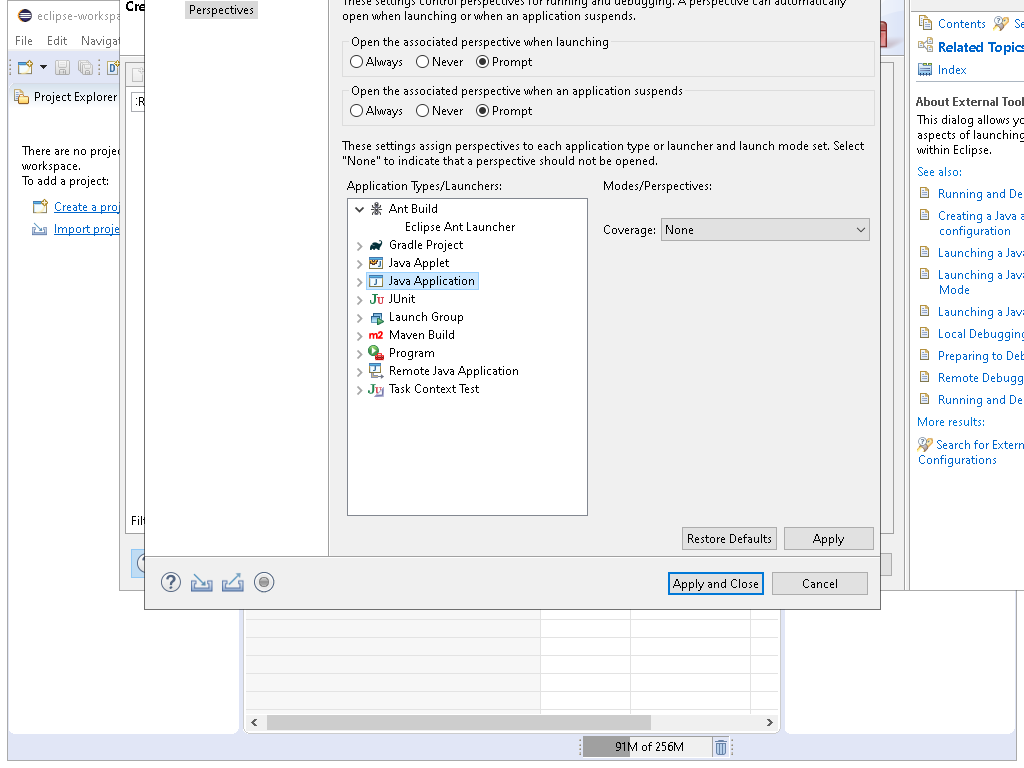 eclipse-workspa
Cre
Perspectives
These settings control perspectives for running and debugging. A perspective can automatically
open when launching or when an application suspends.
File Edit Navigat
Contents
Se
Related Topics
Index
Project Explorer
:R
Open the associated perspective when launching
Always Never Prompt
Open the associated perspective when an application suspends
Always Never Prompt
These settings assign perspectives to each application type or launcher and launch mode set. Select
"None" to indicate that a perspective should not be opened.
There are no projec
workspace.
To add a project:
Create a proj
Import proje
Application Types/Launchers:
Ant Build
Eclipse Ant Launcher
Gradle Project
Java Applet
Java Application
JUnit
Launch Group
Maven Build
Program
Remote Java Application
Task Context Test
Modes/Perspectives:
Coverage: None
Filt
Restore Defaults
Apply
Apply and Close
Cancel
About External Tool
This dialog allows yo
aspects of launching
within Eclipse.
See also:
Running and De
Creating a Java a
configuration
Launching a Java
Launching a Java
Mode
Launching a Java
Local Debugging
Preparing to Deb
Remote Debugg
Running and De
More results:
Search for Extern
Configurations
91M of 256M